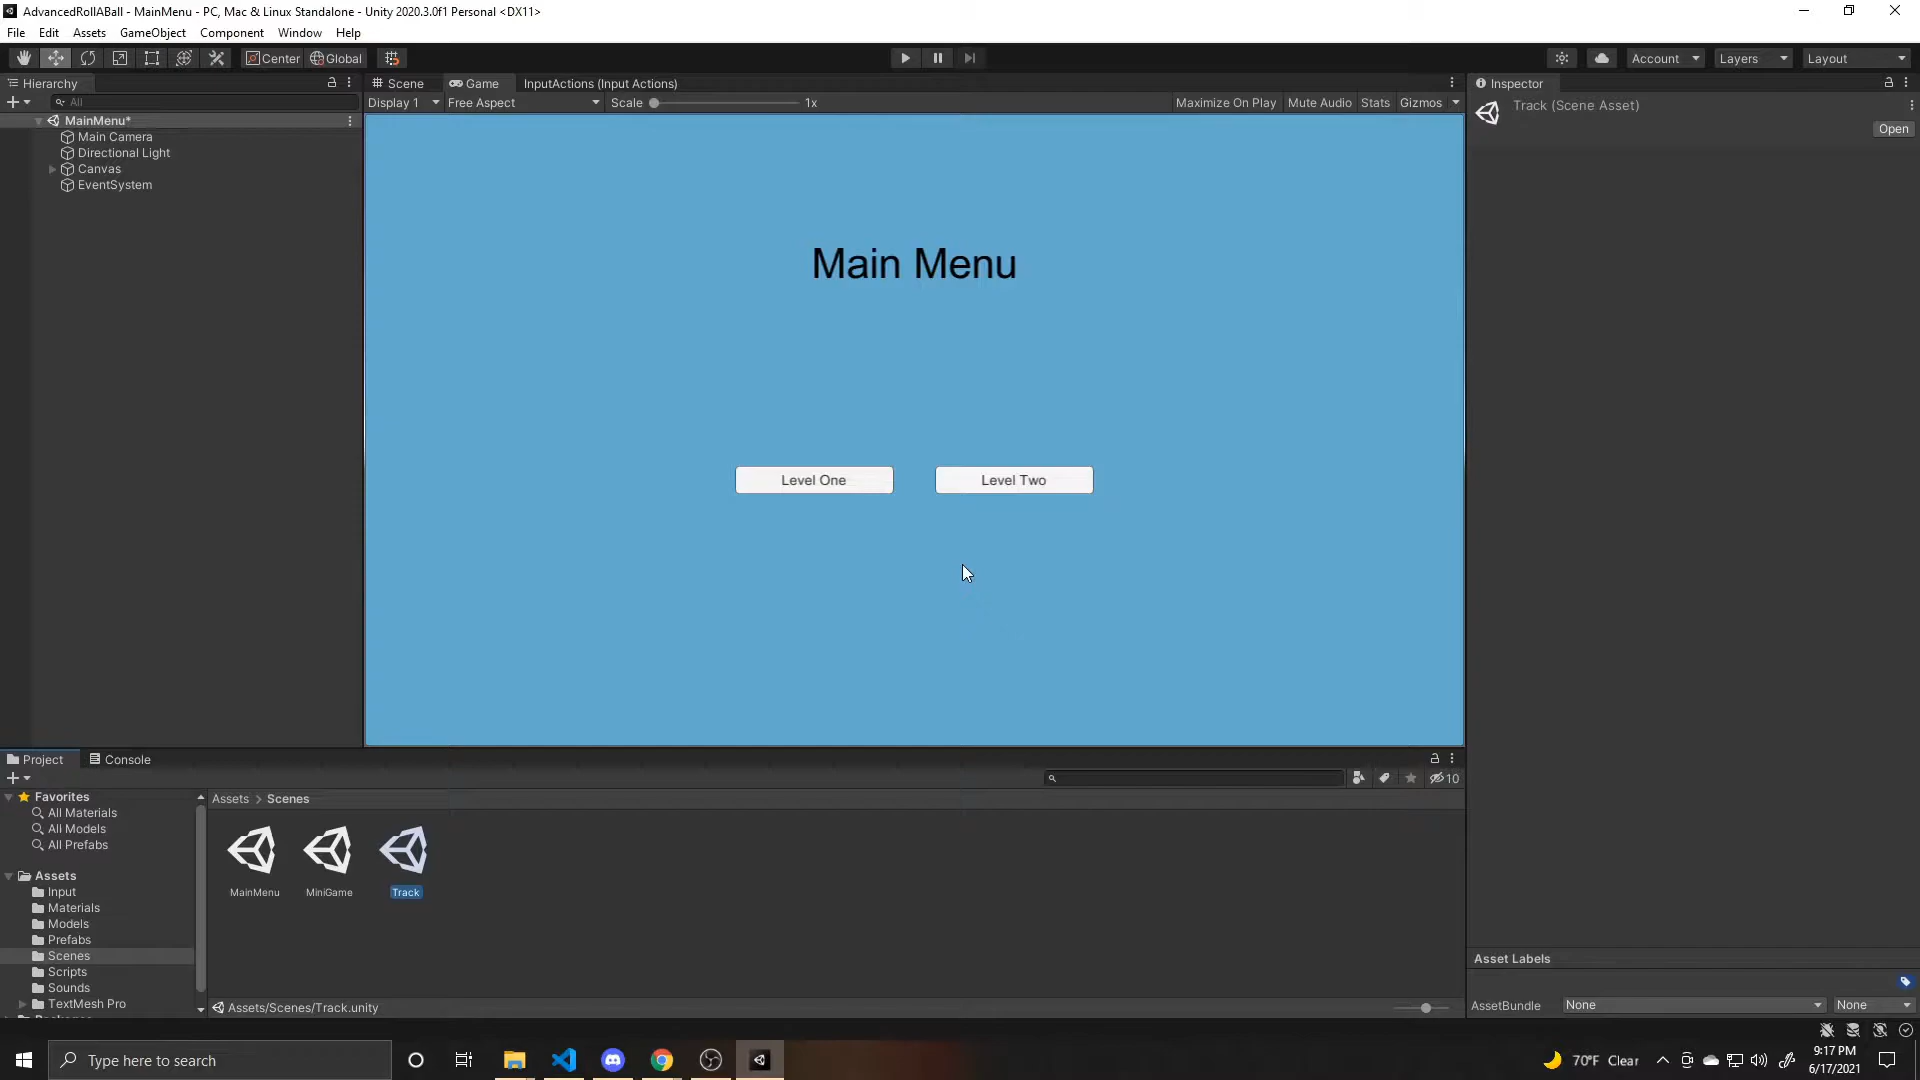 AdvancedRollABall - MainMenu - PC, Mac & Linux Standalone - Unity 2020.3.0f1 Personal <DX11>
File Edit Assets GameObject Component Window Help
Center Global Account Layers Layout
Hierarchy Scene Game InputActions (Input Actions) Inspector
All Display 1 Free Aspect Scale 1x Maximize On Play Mute Audio Stats Gizmos
Track (Scene Asset)
Open
MainMenu*
Main Camera
Directional Light
Canvas
EventSystem
Main Menu
Level One Level Two
Project Console
10
Favorites
All Materials
All Models
All Prefabs
Assets
Input
Materials
Models
Prefabs
Scenes
Scripts
Sounds
TextMesh Pro
Assets > Scenes
MainMenu MiniGame Track
Assets/Scenes/Track.unity
Asset Labels
AssetBundle None None
Type here to search
70°F Clear
9:17 PM
6/17/2021